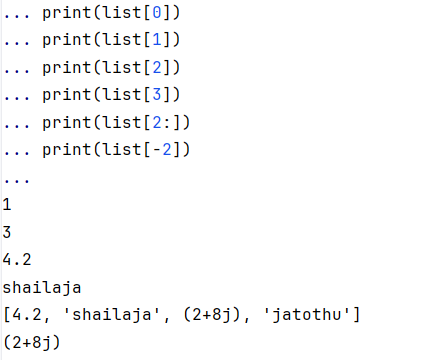 ... print(list[0])
... print(list[1])
... print(list[2])
... print(list[3])
... print(list[2:])
... print(list[-2])
...
1
3
4.2
shailaja
[4.2, 'shailaja', (2+8j), 'jatothu']
(2+8j)